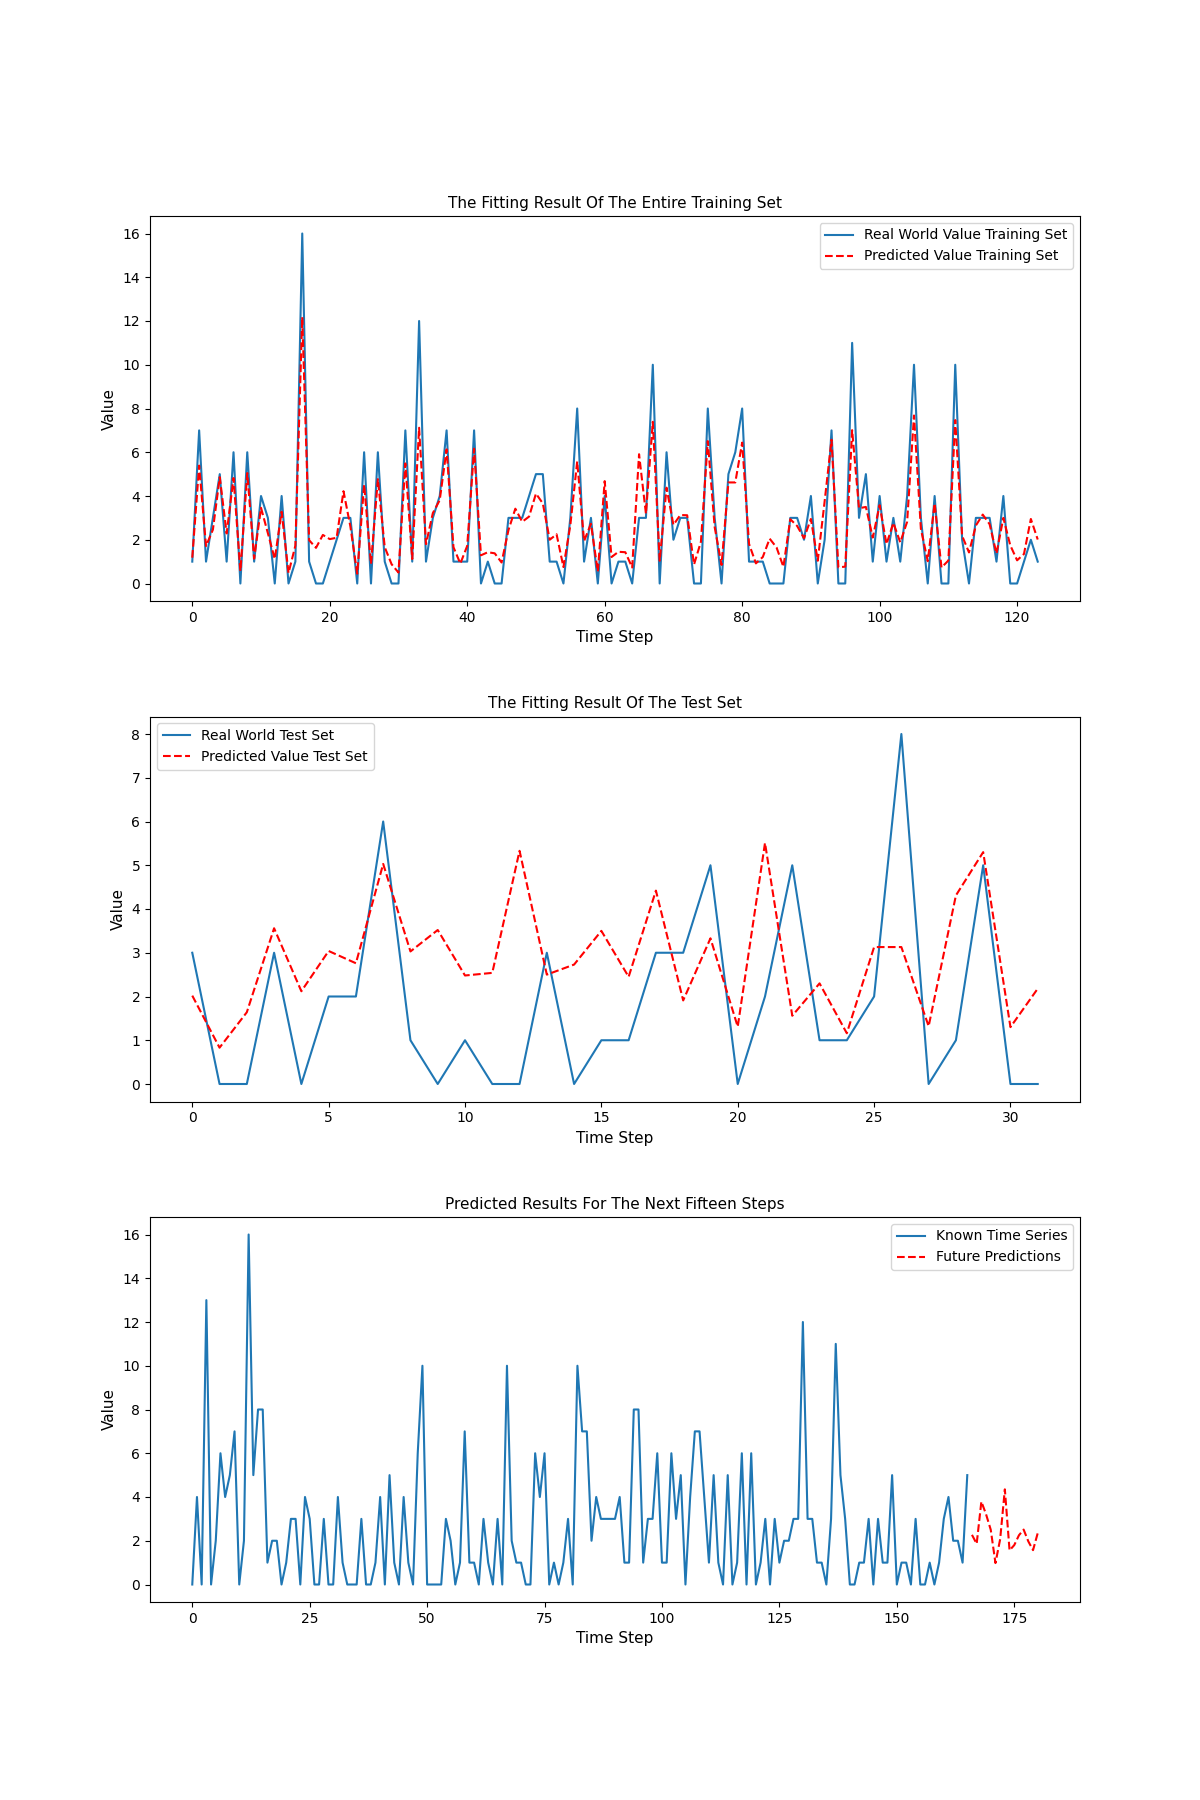 The Fitting Result Of The Entire Training Set
Real World Value Training Set
Predicted Value Training Set
Value
16
14
12
10
8
6
4
2
0
0 20 40 60 80 100 120
Time Step
The Fitting Result Of The Test Set
Real World Test Set
Predicted Value Test Set
Value
8
7
6
5
4
3
2
1
0
0 5 10 15 20 25 30
Time Step
Predicted Results For The Next Fifteen Steps
Known Time Series
Future Predictions
Value
16
14
12
10
8
6
4
2
0
0 25 50 75 100 125 150 175
Time Step